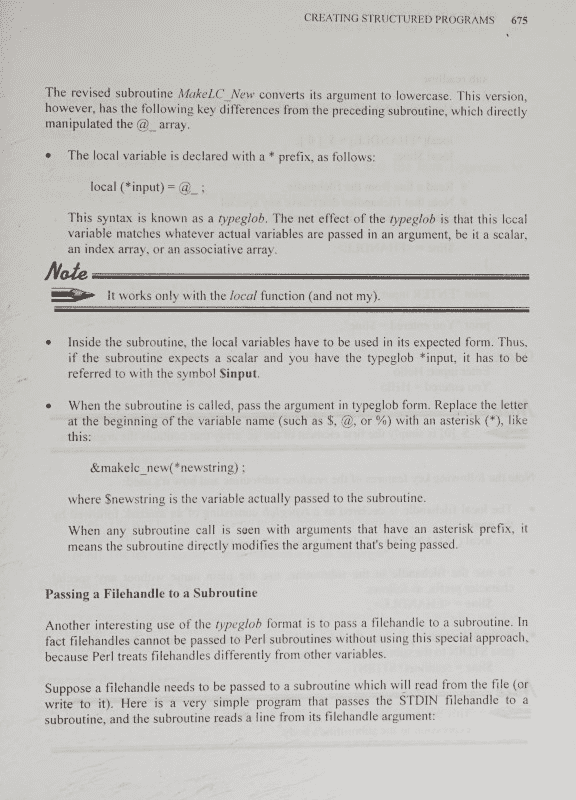 CREATING STRUCTURED PROGRAMS 675
The revised subroutine MakeLC_New converts its argument to lowercase. This version,
however, has the following key differences from the preceding subroutine, which directly
manipulated the @_ array.
• The local variable is declared with a * prefix, as follows:
local (*input) = @_ ;
This syntax is known as a typeglob. The net effect of the typeglob is that this local
variable matches whatever actual variables are passed in an argument, be it a scalar,
an index array, or an associative array.
Note
It works only with the local function (and not my).
• Inside the subroutine, the local variables have to be used in its expected form. Thus,
if the subroutine expects a scalar and you have the typeglob *input, it has to be
referred to with the symbol $input.
• When the subroutine is called, pass the argument in typeglob form. Replace the letter
at the beginning of the variable name (such as $, @, or %) with an asterisk (*), like
this:
&makelc_new(*newstring) ;
where $newstring is the variable actually passed to the subroutine.
When any subroutine call is seen with arguments that have an asterisk prefix, it
means the subroutine directly modifies the argument that's being passed.
Passing a Filehandle to a Subroutine
Another interesting use of the typeglob format is to pass a filehandle to a subroutine. In
fact filehandles cannot be passed to Perl subroutines without using this special approach,
because Perl treats filehandles differently from other variables.
Suppose a filehandle needs to be passed to a subroutine which will read from the file (or
write to it). Here is a very simple program that passes the STDIN filehandle to a
subroutine, and the subroutine reads a line from its filehandle argument: